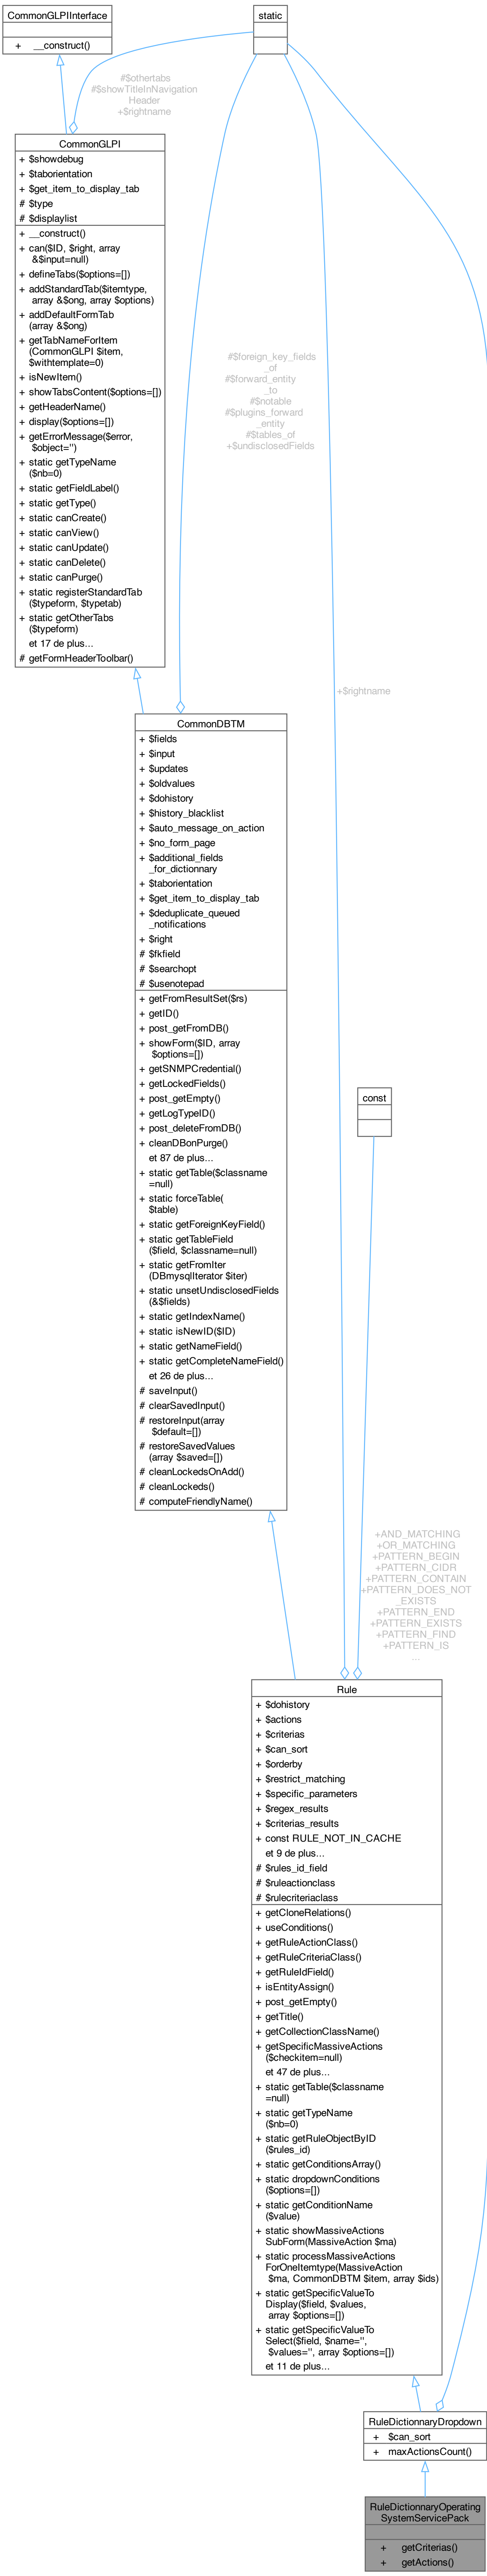 CommonGLPIInterface
+ __construct()
static
#$othertabs
#$showTitleInNavigation
Header
+$rightname
CommonGLPI
+ $showdebug
+ $taborientation
+ $get_item_to_display_tab
# $type
# $displaylist
+ __construct()
+ can($ID, $right, array
&$input=null)
+ defineTabs($options=[])
+ addStandardTab($itemtype,
array &$ong, array $options)
+ addDefaultFormTab
(array &$ong)
+ getTabNameForItem
(CommonGLPI $item,
$withtemplate=0)
+ isNewItem()
+ showTabsContent($options=[])
+ getHeaderName()
+ display($options=[])
+ getErrorMessage($error,
$object='')
+ static getTypeName
($nb=0)
+ static getFieldLabel()
+ static getType()
+ static canCreate()
+ static canView()
+ static canUpdate()
+ static canDelete()
+ static canPurge()
+ static registerStandardTab
($typeform, $typetab)
+ static getOtherTabs
($typeform)
et 17 de plus...
# getFormHeaderToolbar()
#$foreign_key_fields
_of
#$forward_entity
_to
#$notable
#$plugins_forward
_entity
#$tables_of
+$undisclosedFields
+$rightname
CommonDBTM
+ $fields
+ $input
+ $updates
+ $oldvalues
+ $dohistory
+ $history_blacklist
+ $auto_message_on_action
+ $no_form_page
+ $additional_fields
_for_dictionnary
+ $taborientation
+ $get_item_to_display_tab
+ $deduplicate_queued
_notifications
+ $right
# $fkfield
# $searchopt
# $usenotepad
+ getFromResultSet($rs)
+ getID()
+ post_getFromDB()
+ showForm($ID, array
$options=[])
+ getSNMPCredential()
+ getLockedFields()
+ post_getEmpty()
+ getLogTypeID()
+ post_deleteFromDB()
+ cleanDBonPurge()
et 87 de plus...
+ static getTable($classname
=null)
+ static forceTable(
$table)
+ static getForeignKeyField()
+ static getTableField
($field, $classname=null)
+ static getFromIter
(DBmysqlIterator $iter)
+ static unsetUndisclosedFields
(&$fields)
+ static getIndexName()
+ static isNewID($ID)
+ static getNameField()
+ static getCompleteNameField()
et 26 de plus...
# saveInput()
# clearSavedInput()
# restoreInput(array
$default=[])
# restoreSavedValues
(array $saved=[])
# cleanLockedsOnAdd()
# cleanLockeds()
# computeFriendlyName()
const
+AND_MATCHING
+OR_MATCHING
+PATTERN_BEGIN
+PATTERN_CIDR
+PATTERN_CONTAIN
+PATTERN_DOES_NOT
_EXISTS
+PATTERN_END
+PATTERN_EXISTS
+PATTERN_FIND
+PATTERN_IS
...
Rule
+ $dohistory
+ $actions
+ $criterias
+ $can_sort
+ $orderby
+ $restrict_matching
+ $specific_parameters
+ $regex_results
+ $criterias_results
+ const RULE_NOT_IN_CACHE
et 9 de plus...
# $rules_id_field
# $ruleactionclass
# $rulecriteriaclass
+ getCloneRelations()
+ useConditions()
+ getRuleActionClass()
+ getRuleCriteriaClass()
+ getRuleIdField()
+ isEntityAssign()
+ post_getEmpty()
+ getTitle()
+ getCollectionClassName()
+ getSpecificMassiveActions
($checkitem=null)
et 47 de plus...
+ static getTable($classname
=null)
+ static getTypeName
($nb=0)
+ static getRuleObjectByID
($rules_id)
+ static getConditionsArray()
+ static dropdownConditions
($options=[])
+ static getConditionName
($value)
+ static showMassiveActions
SubForm(MassiveAction $ma)
+ static processMassiveActions
ForOneItemtype(MassiveAction
$ma, CommonDBTM $item, array $ids)
+ static getSpecificValueTo
Display($field, $values,
array $options=[])
+ static getSpecificValueTo
Select($field, $name='',
$values='', array $options=[])
et 11 de plus...
RuleDictionnaryDropdown
+ $can_sort
+ maxActionsCount()
RuleDictionnaryOperating
SystemServicePack
+ getCriterias()
+ getActions()